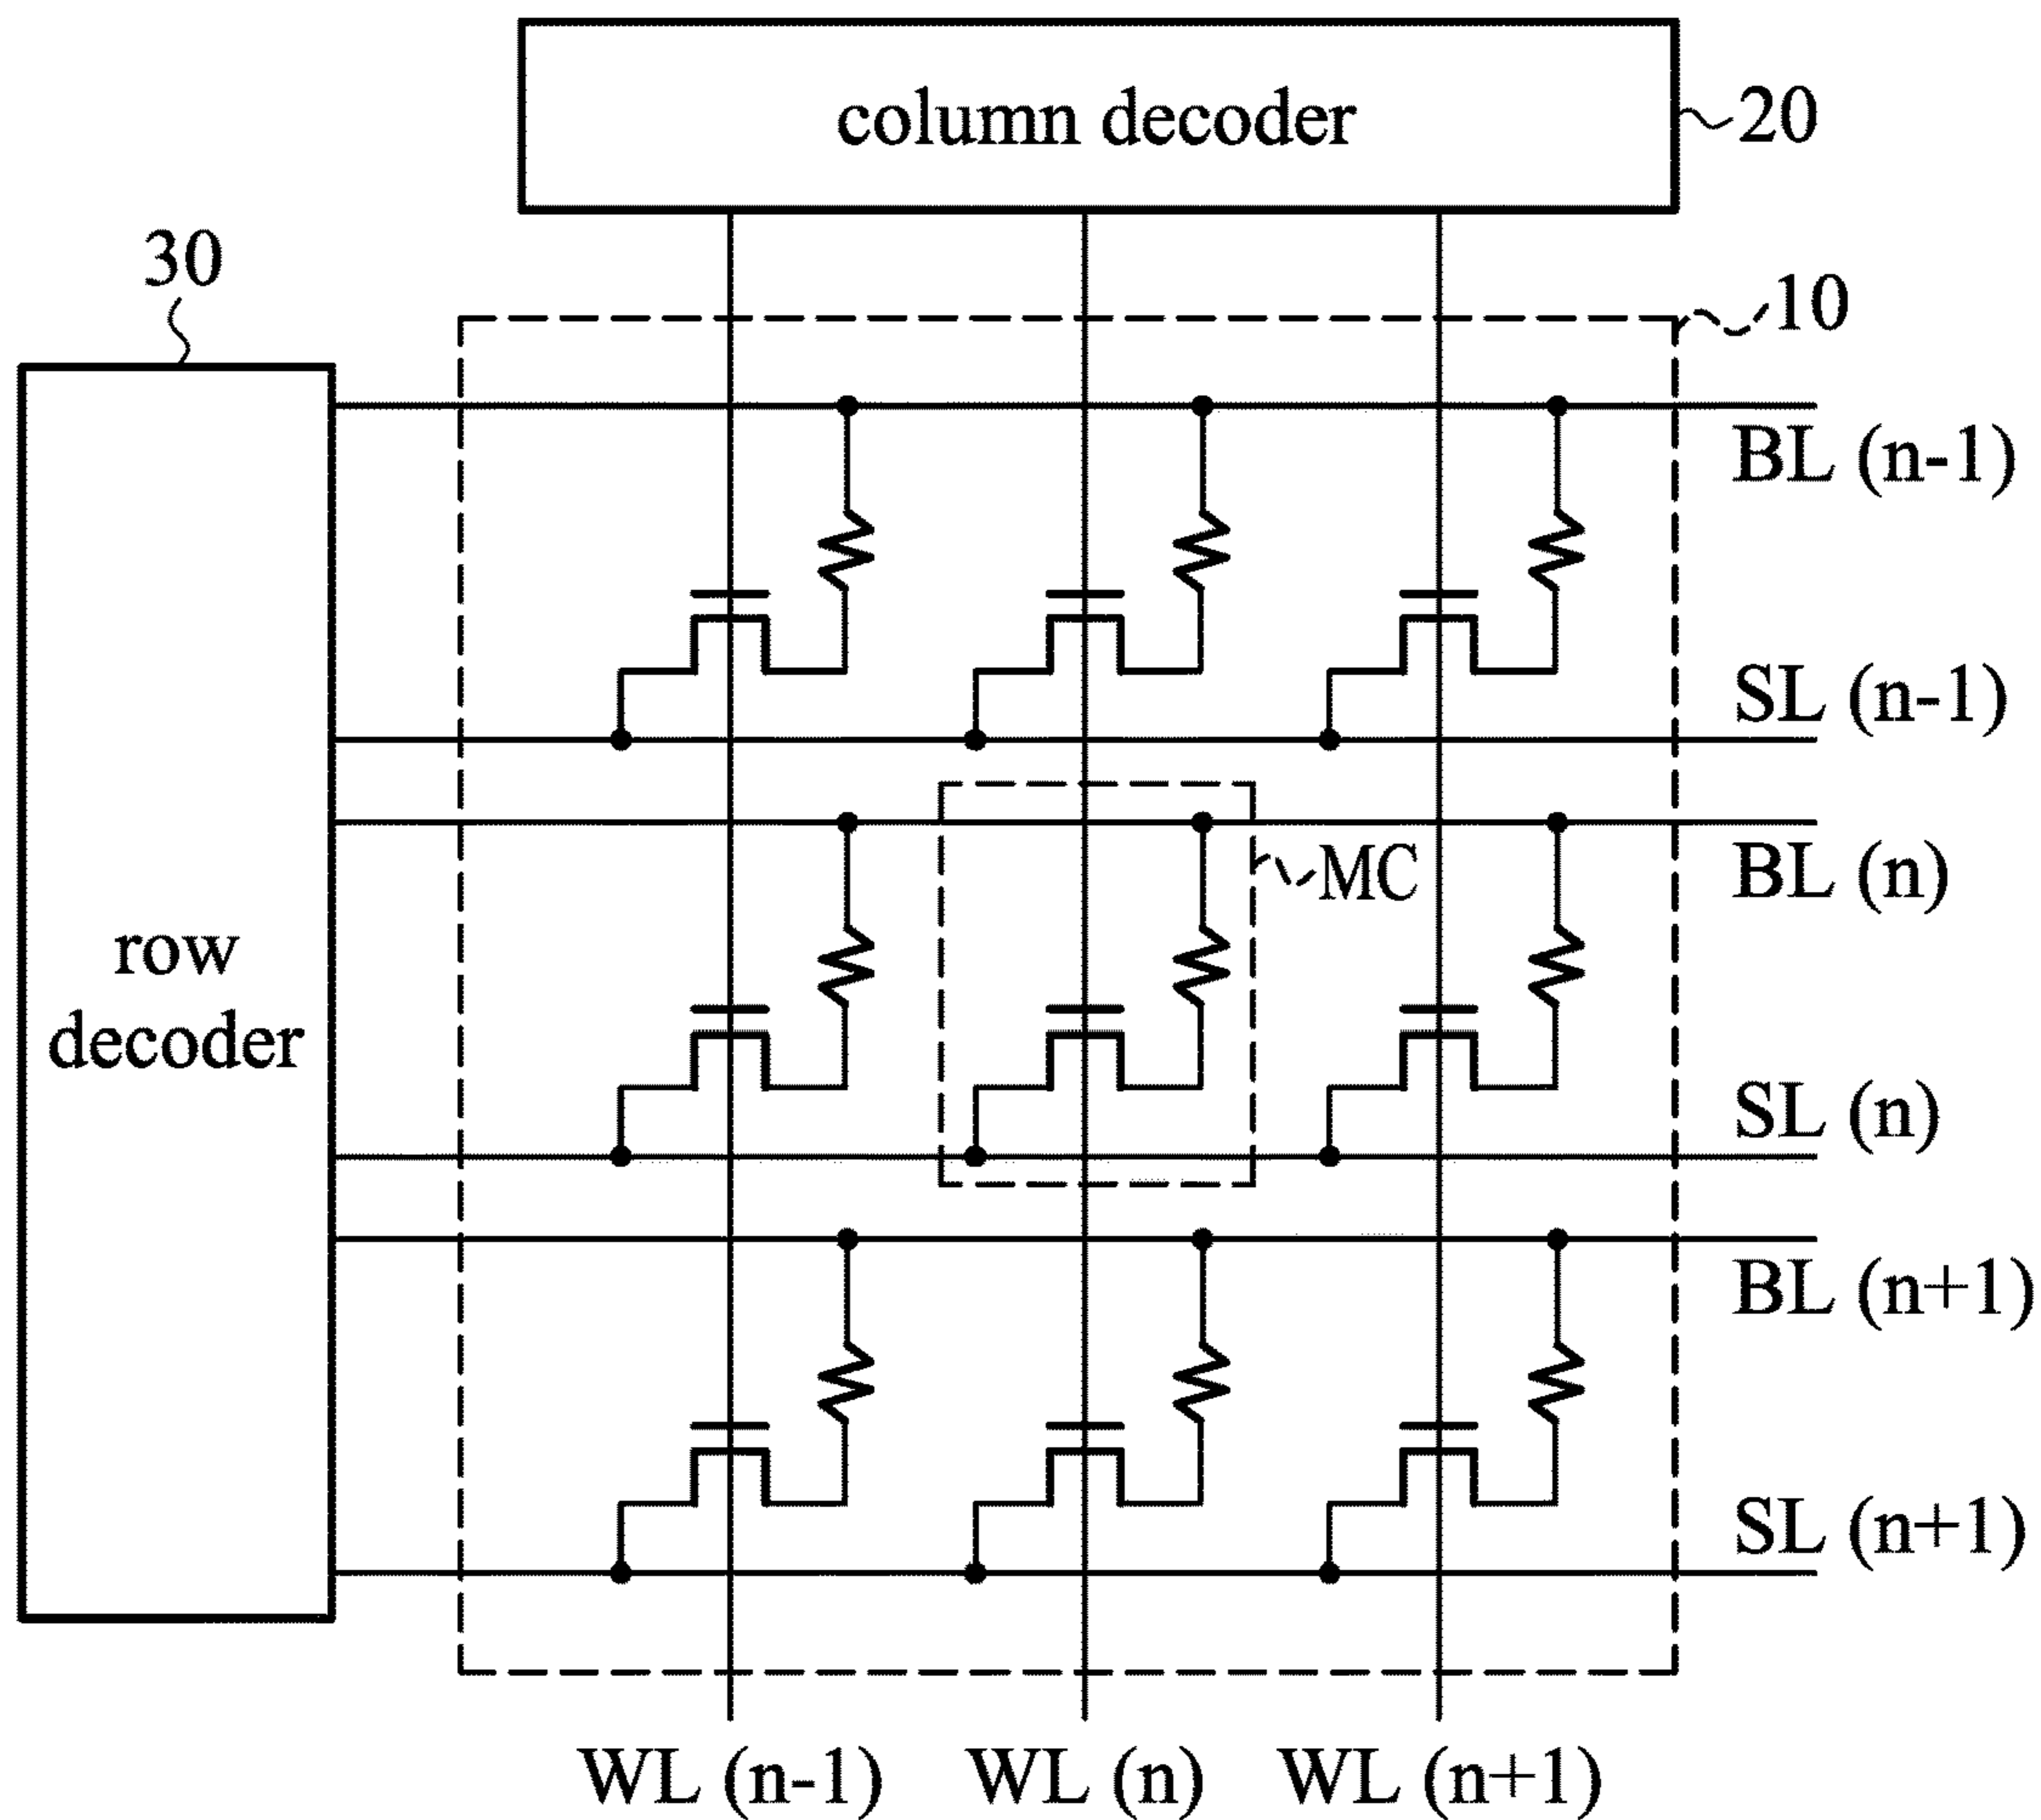 column decoder
20
30
10
BL (n-1)
SL (n-1)
MC
BL (n)
row
decoder
SL (n)
BL (n+1)
SL (n+1)
WL (n-1)
WL (n)
WL (n+1)